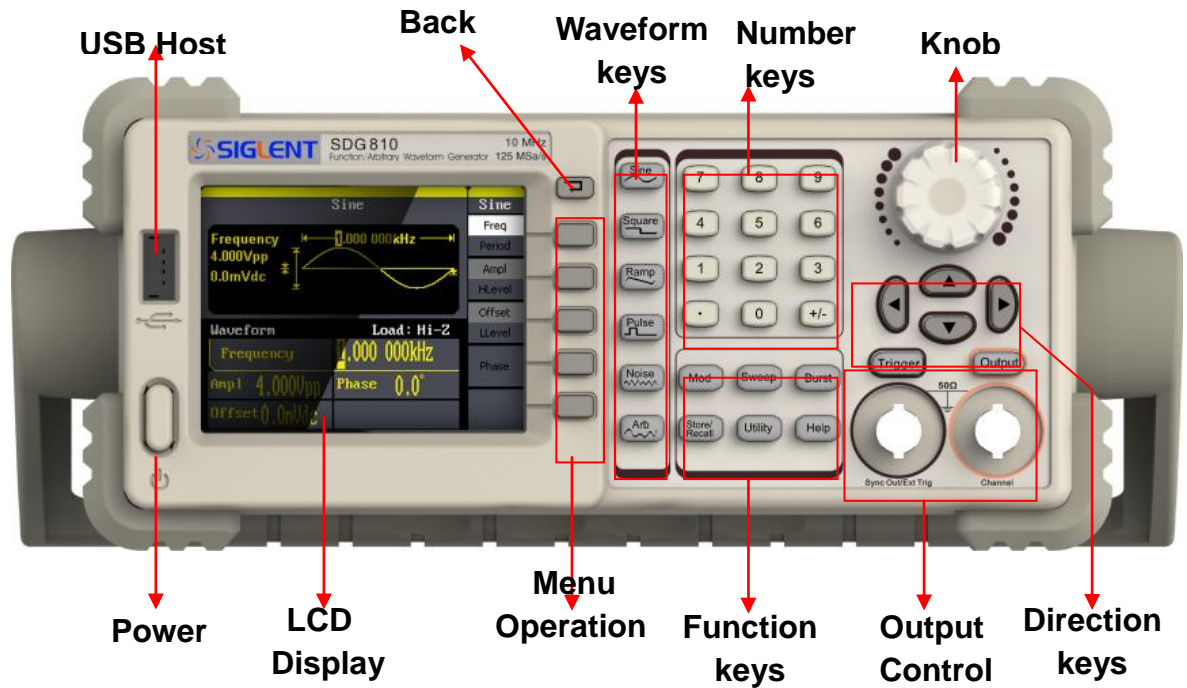 Back
Waveform
keys
Number
keys
Knob
USB Host
SIGLENT
SDG 810
10 MHz
Function/Arbitrary Waveform Generator
125 MSa/s
Sine
Sine
Freq
Period
Ampl
HLevel
Offset
LLevel
Phase
Frequency
1.000 000kHz
4.000Vpp
0.0mVdc
Waveform
Load: Hi-Z
Frequency
1.000 000kHz
Ampl
4.000Vpp
Phase
0.0°
Offset
0.0mVdc
Sine
Square
Ramp
Pulse
Noise
Arb
7
8
9
4
5
6
1
2
3
.
0
+/-
Mod
Sweep
Burst
Store/
Recall
Utility
Help
Trigger
Output
50Ω
Sync Out/Ext Trig
Channel
Power
LCD
Display
Menu
Operation
Function
keys
Output
Control
Direction
keys